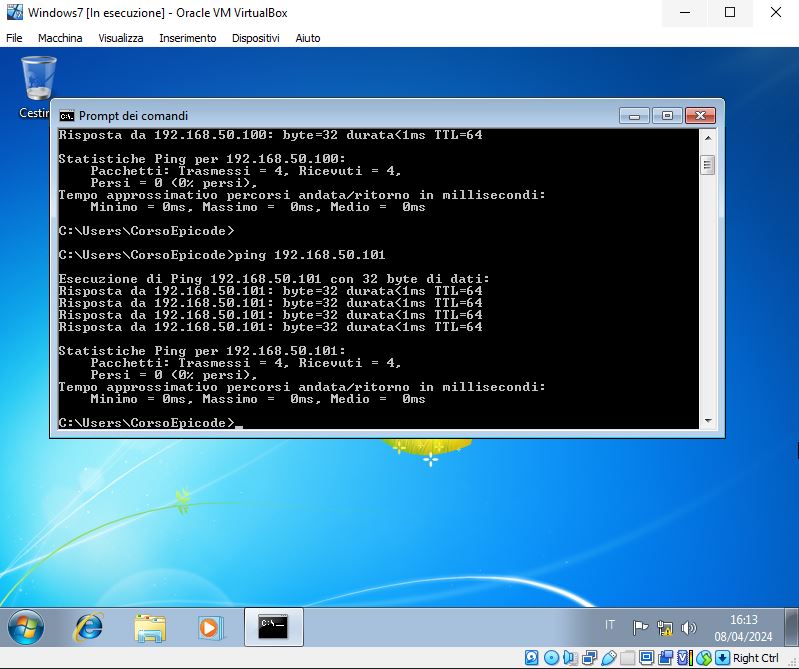 Windows7 [In esecuzione] - Oracle VM VirtualBox
File Macchina Visualizza Inserimento Dispositivi Aiuto
Prompt dei comandi
Risposta da 192.168.50.100: byte=32 durata<1ms TTL=64
Statistiche Ping per 192.168.50.100:
Pacchetti: Trasmessi = 4, Ricevuti = 4,
Persi = 0 (0% persi),
Tempo approssimativo percorsi andata/ritorno in millisecondi:
Minimo = 0ms, Massimo =  0ms, Medio =  0ms
C:\Users\CorsoEpicode>
C:\Users\CorsoEpicode>ping 192.168.50.101
Esecuzione di Ping 192.168.50.101 con 32 byte di dati:
Risposta da 192.168.50.101: byte=32 durata<1ms TTL=64
Risposta da 192.168.50.101: byte=32 durata<1ms TTL=64
Risposta da 192.168.50.101: byte=32 durata<1ms TTL=64
Risposta da 192.168.50.101: byte=32 durata<1ms TTL=64
Statistiche Ping per 192.168.50.101:
Pacchetti: Trasmessi = 4, Ricevuti = 4,
Persi = 0 (0% persi),
Tempo approssimativo percorsi andata/ritorno in millisecondi:
Minimo = 0ms, Massimo =  0ms, Medio =  0ms
C:\Users\CorsoEpicode>_
Cestin
IT
16:13
08/04/2024
Right Ctrl